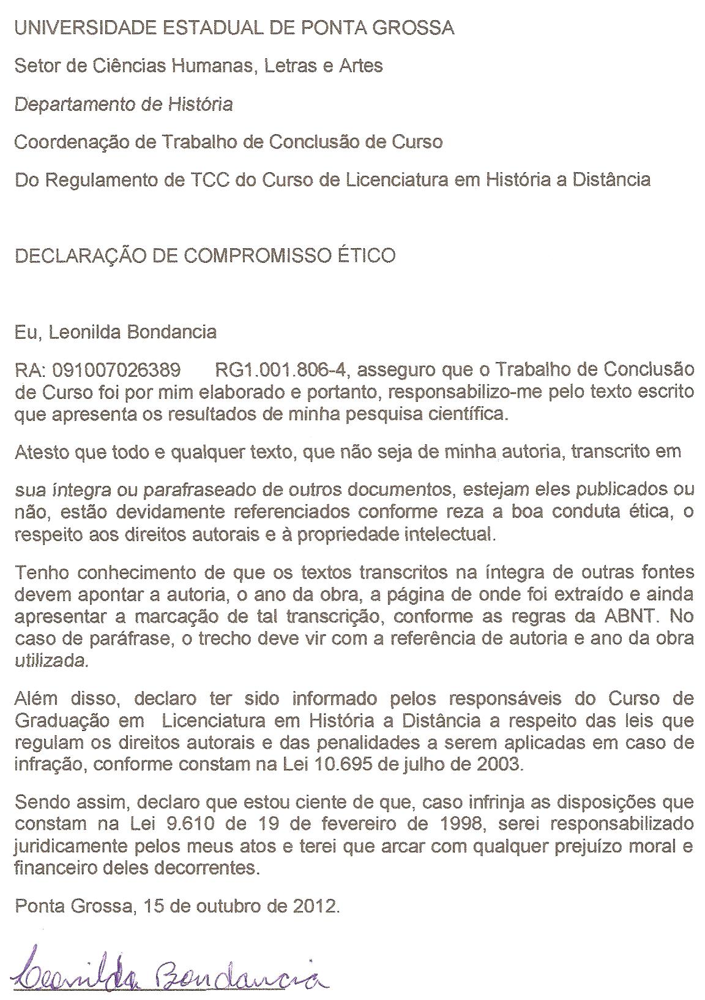 UNIVERSIDADE ESTADUAL DE PONTA GROSSA
Setor de Ciências Humanas, Letras e Artes
Departamento de História
Coordenação de Trabalho de Conclusão de Curso
Do Regulamento de TCC do Curso de Licenciatura em História a Distância
DECLARAÇÃO DE COMPROMISSO ÉTICO
Eu, Leonilda Bondancia
RA: 091007026389 RG1.001.806-4, asseguro que o Trabalho de Conclusão
de Curso foi por mim elaborado e portanto, responsabilizo-me pelo texto escrito
que apresenta os resultados de minha pesquisa científica.
Atesto que todo e qualquer texto, que não seja de minha autoria, transcrito em
sua íntegra ou parafraseado de outros documentos, estejam eles publicados ou
não, estão devidamente referenciados conforme reza a boa conduta ética, o
respeito aos direitos autorais e à propriedade intelectual.
Tenho conhecimento de que os textos transcritos na íntegra de outras fontes
devem apontar a autoria, o ano da obra, a página de onde foi extraído e ainda
apresentar a marcação de tal transcrição, conforme as regras da ABNT. No
caso de paráfrase, o trecho deve vir com a referência de autoria e ano da obra
utilizada.
Além disso, declaro ter sido informado pelos responsáveis do Curso de
Graduação em Licenciatura em História a Distância a respeito das leis que
regulam os direitos autorais e das penalidades a serem aplicadas em caso de
infração, conforme constam na Lei 10.695 de julho de 2003.
Sendo assim, declaro que estou ciente de que, caso infrinja as disposições que
constam na Lei 9.610 de 19 de fevereiro de 1998, serei responsabilizado
juridicamente pelos meus atos e terei que arcar com qualquer prejuízo moral e
financeiro deles decorrentes.
Ponta Grossa, 15 de outubro de 2012.
Leonilda Bondancia